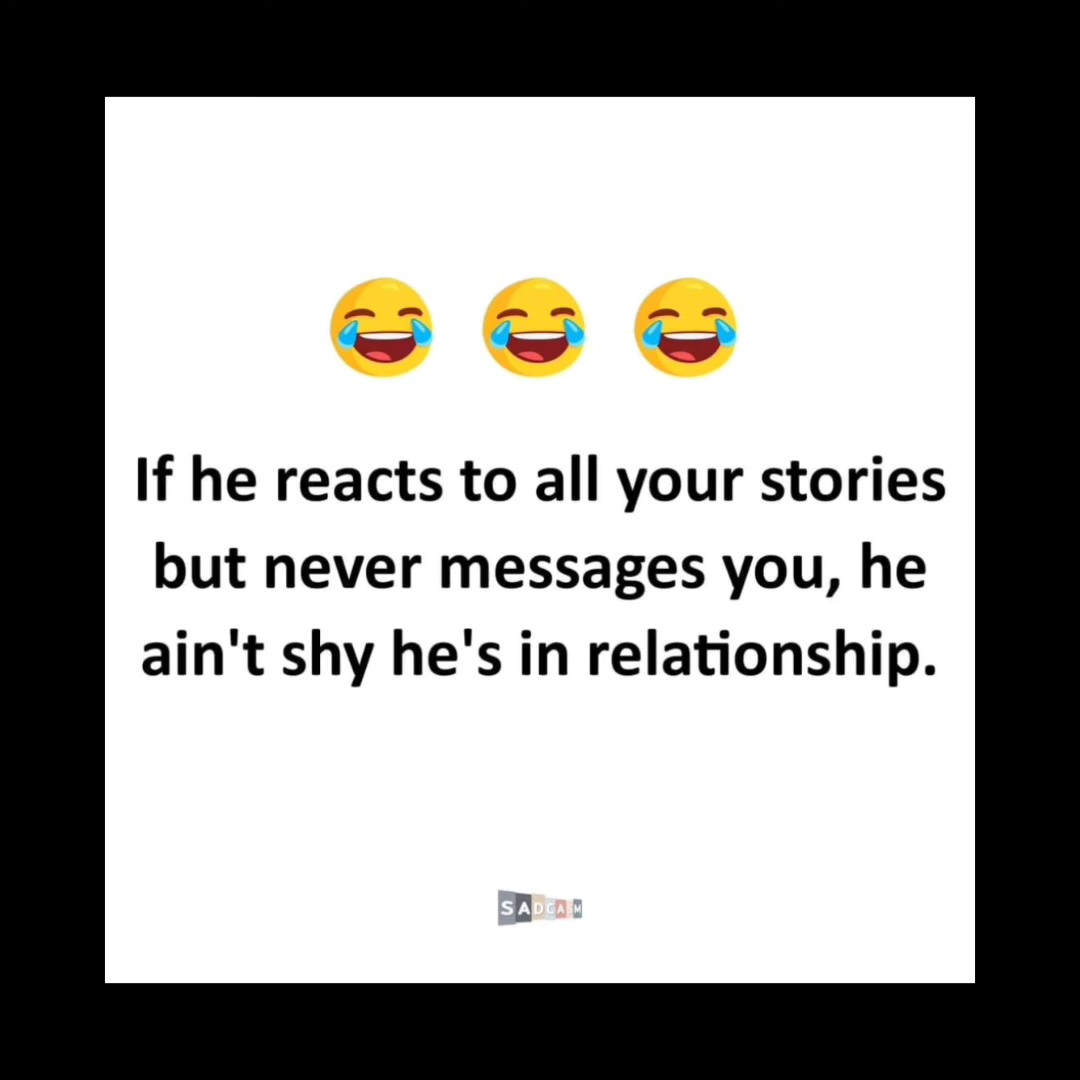 If he reacts to all your stories
but never messages you, he
ain't shy he's in relationship.
SADCASM